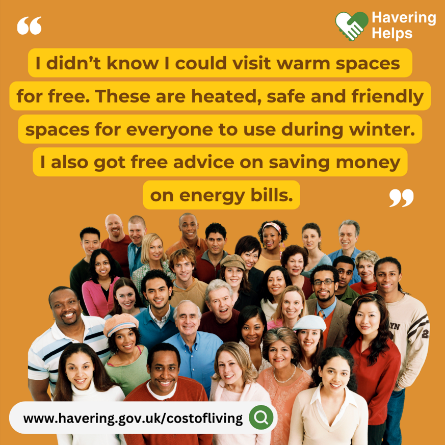 “
Havering
Helps
I didn’t know I could visit warm spaces
for free. These are heated, safe and friendly
spaces for everyone to use during winter.
I also got free advice on saving money
on energy bills.
”
www.havering.gov.uk/costofliving